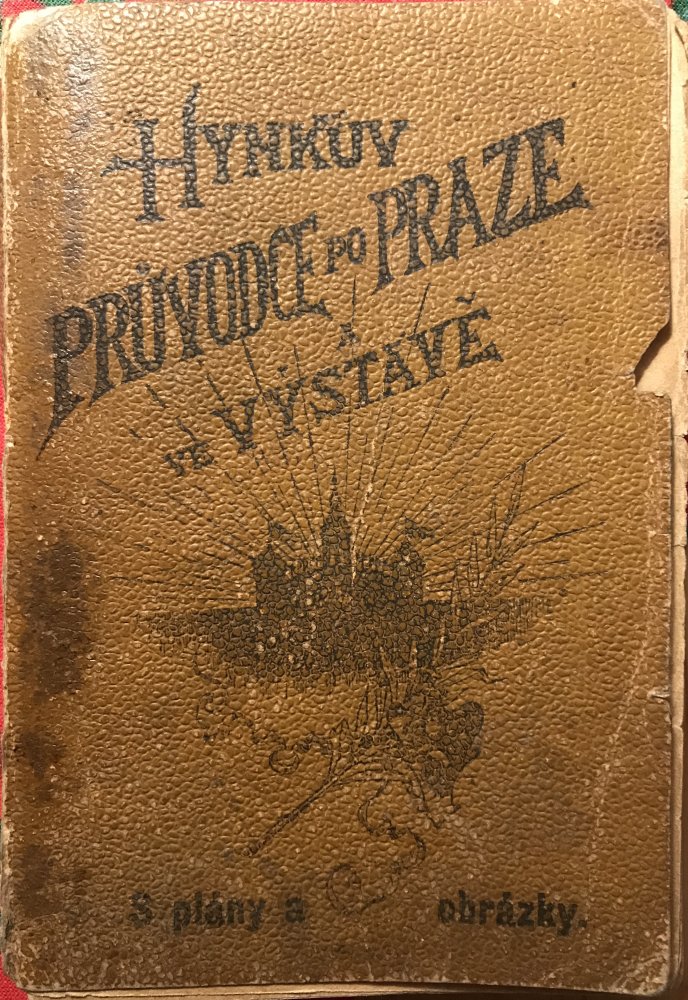 HYNKŮV
PRŮVODCE PO PRAZE
A
VE VÝSTAVĚ
S plány a obrázky.